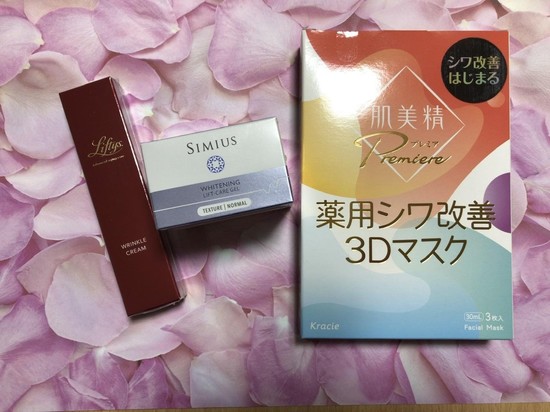 Liftys
WRINKLE
CREAM
SIMIUS
WHITENING
LIFT CARE GEL
TEXTURE | NORMAL
シワ改善
はじまる
肌美精
プレミア
Premiere
薬用シワ改善
3Dマスク
30mL 3枚入
Facial Mask
Kracie